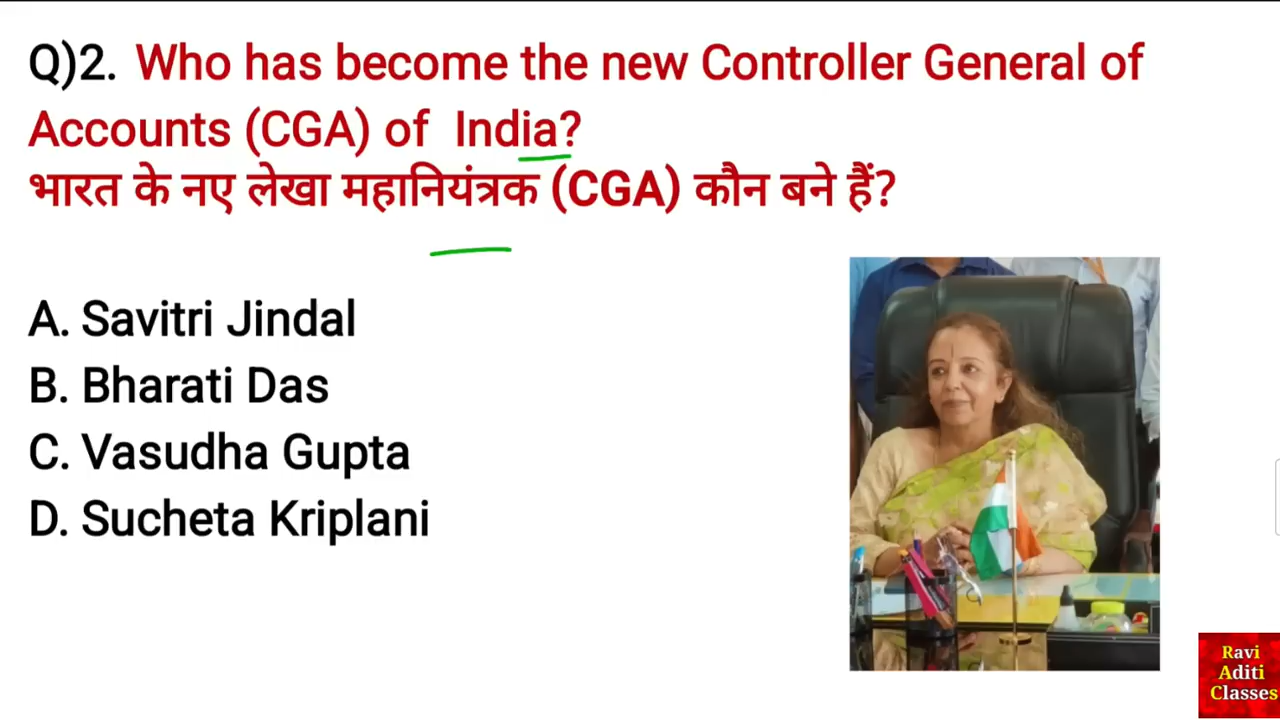 Q)2. Who has become the new Controller General of
Accounts (CGA) of India?
भारत के नए लेखा महानियंत्रक (CGA) कौन बने हैं?
A. Savitri Jindal
B. Bharati Das
C. Vasudha Gupta
D. Sucheta Kriplani
Ravi
Aditi
Classes